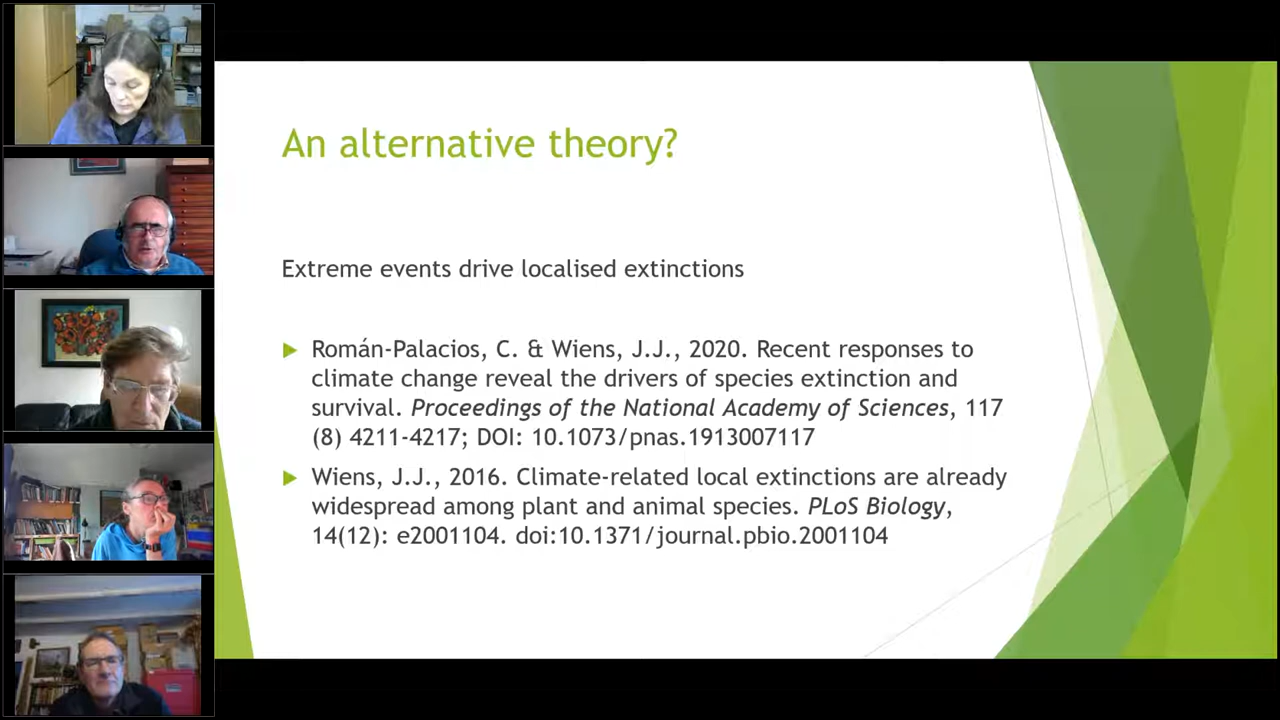 An alternative theory?
Extreme events drive localised extinctions
Román-Palacios, C. & Wiens, J.J., 2020. Recent responses to
climate change reveal the drivers of species extinction and
survival. Proceedings of the National Academy of Sciences, 117
(8) 4211-4217; DOI: 10.1073/pnas.1913007117
Wiens, J.J., 2016. Climate-related local extinctions are already
widespread among plant and animal species. PLoS Biology,
14(12): e2001104. doi:10.1371/journal.pbio.2001104